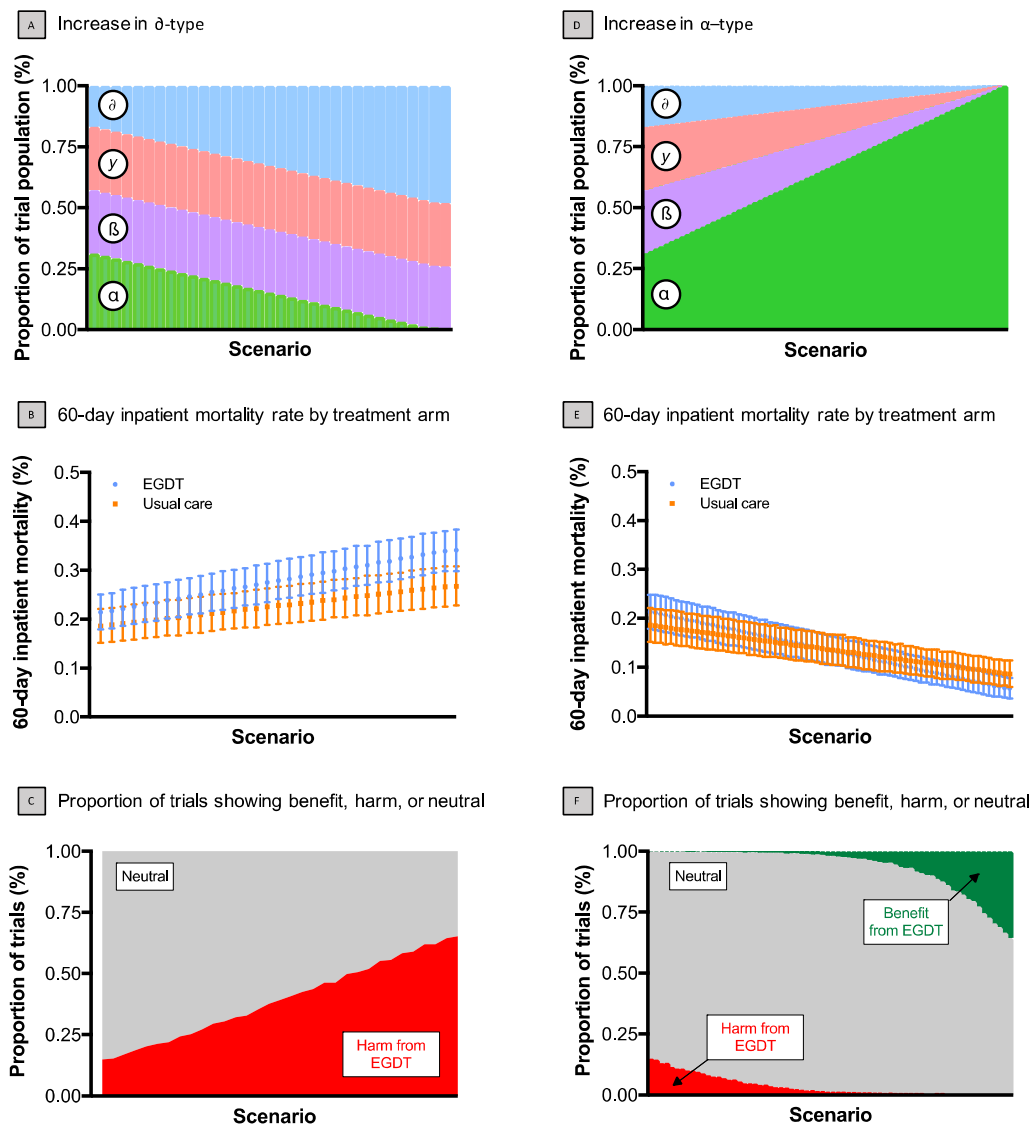 A Increase in ∂-type
Proportion of trial population (%)
1.00
0.75
0.50
0.25
0.00
∂
y
ß
α
Scenario
B 60-day inpatient mortality rate by treatment arm
60-day inpatient mortality (%)
0.5
0.4
0.3
0.2
0.1
0.0
EGDT
Usual care
Scenario
C Proportion of trials showing benefit, harm, or neutral
Proportion of trials (%)
1.00
0.75
0.50
0.25
0.00
Neutral
Harm from
EGDT
Scenario
D Increase in α–type
Proportion of trial population (%)
1.00
0.75
0.50
0.25
0.00
∂
y
ß
α
Scenario
E 60-day inpatient mortality rate by treatment arm
60-day inpatient mortality (%)
0.5
0.4
0.3
0.2
0.1
0.0
EGDT
Usual care
Scenario
F Proportion of trials showing benefit, harm, or neutral
Proportion of trials (%)
1.00
0.75
0.50
0.25
0.00
Neutral
Benefit
from EGDT
Harm from
EGDT
Scenario